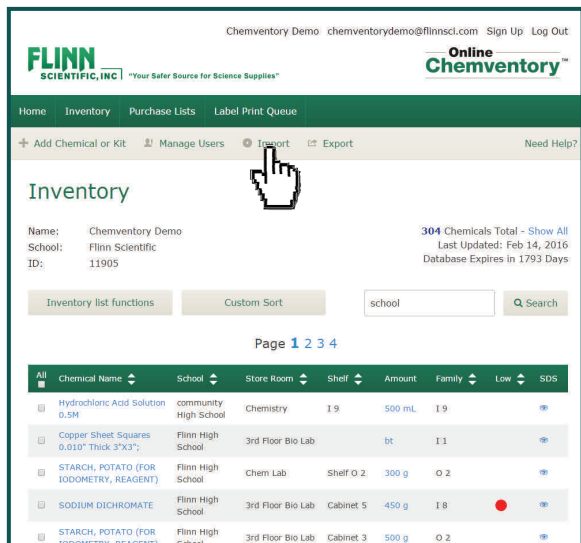 Chemventory Demo chemventorydemo@flinnsci.com Sign Up Log Out
FLINN
SCIENTIFIC, INC "Your Safer Source for Science Supplies"
Online
Chemventory™
Home Inventory Purchase Lists Label Print Queue
+ Add Chemical or Kit Manage Users Import Export Need Help?
Inventory
Name: Chemventory Demo
School: Flinn Scientific
ID: 11905
304 Chemicals Total - Show All
Last Updated: Feb 14, 2016
Database Expires in 1793 Days
Inventory list functions Custom Sort school Search
Page 1 2 3 4
All Chemical Name School Store Room Shelf Amount Family Low SDS
Hydrochloric Acid Solution 0.5M community High School Chemistry I 9 500 mL I 9
Copper Sheet Squares 0.010" Thick 3"X3"; Flinn High School 3rd Floor Bio Lab bt I 1
STARCH, POTATO (FOR IODOMETRY, REAGENT) Flinn High School Chem Lab Shelf O 2 300 g O 2
SODIUM DICHROMATE Flinn High School 3rd Floor Bio Lab Cabinet 5 450 g I 8
STARCH, POTATO (FOR IODOMETRY, REAGENT) Flinn High School 3rd Floor Bio Lab Cabinet 3 500 g O 2